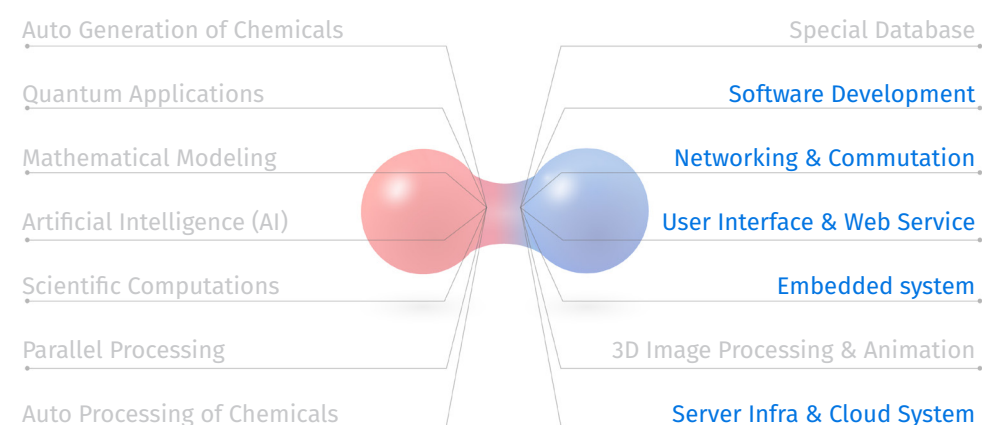 Auto Generation of Chemicals
Quantum Applications
Mathematical Modeling
Artificial Intelligence (AI)
Scientific Computations
Parallel Processing
Auto Processing of Chemicals
Special Database
Software Development
Networking & Commutation
User Interface & Web Service
Embedded system
3D Image Processing & Animation
Server Infra & Cloud System